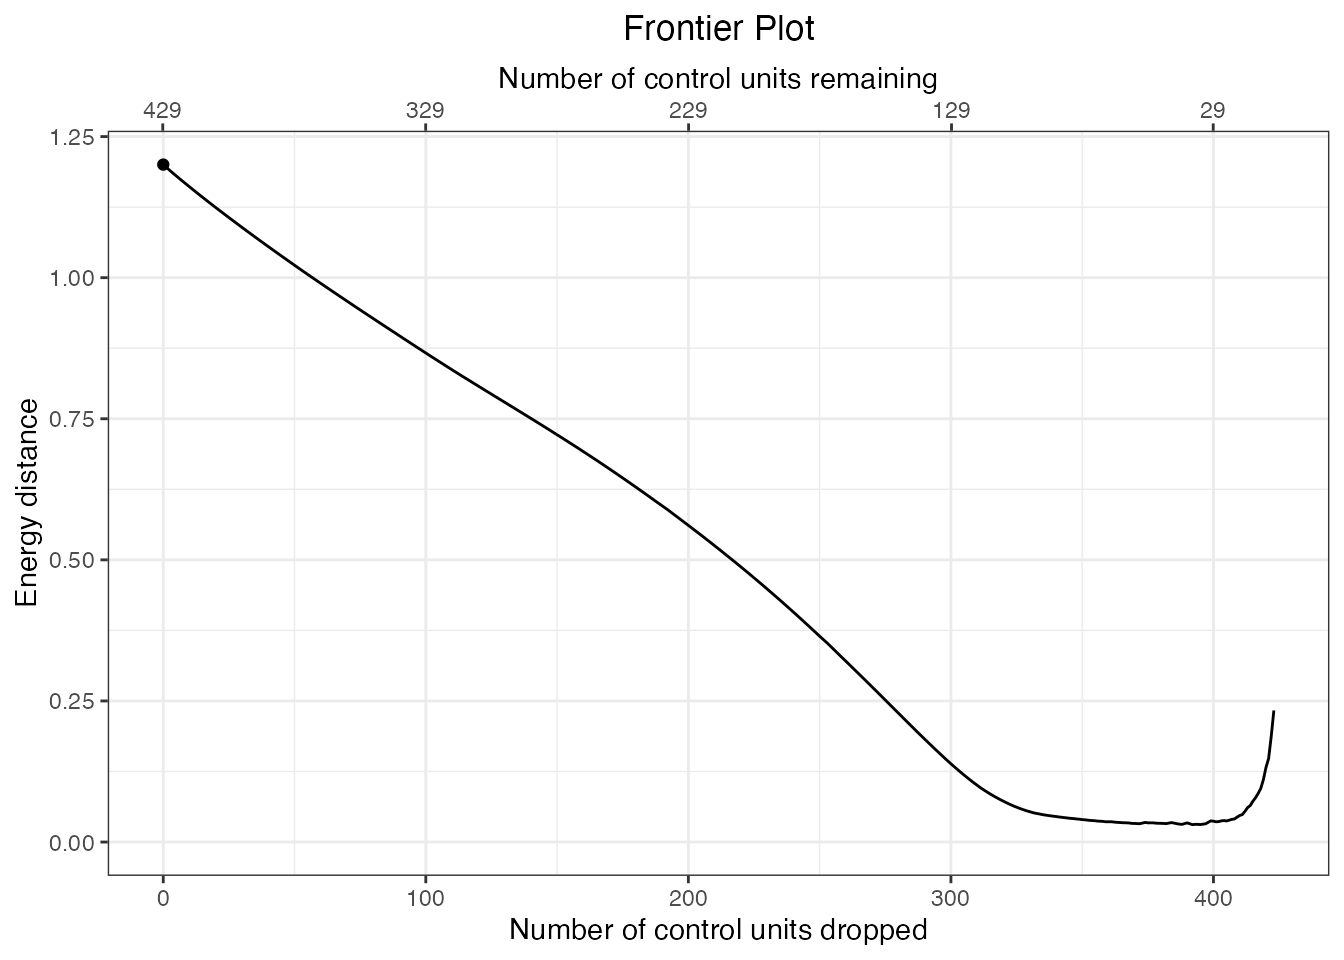 Frontier Plot
Number of control units remaining
429 329 229 129 29
1.25
1.00
0.75
0.50
0.25
0.00
Energy distance
0 100 200 300 400
Number of control units dropped